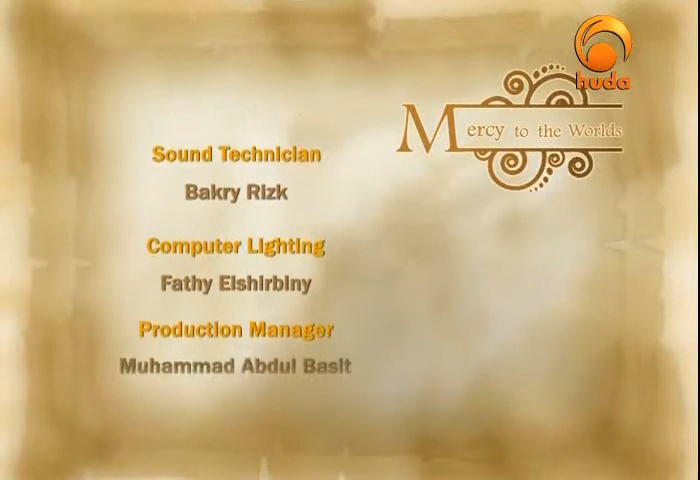 huda
Mercy to the Worlds
Sound Technician
Bakry Rizk
Computer Lighting
Fathy Elshirbiny
Production Manager
Muhammad Abdul Basit